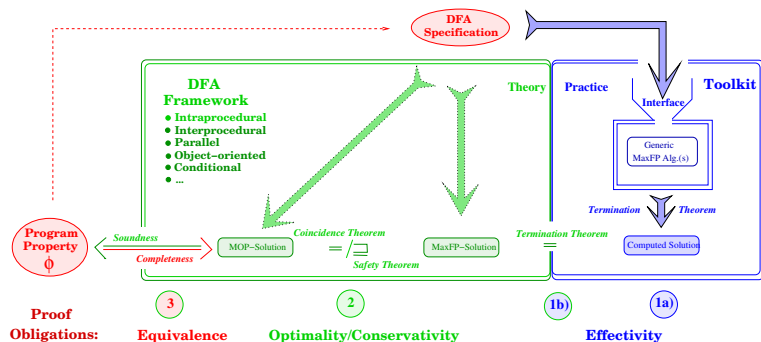 DFA
Specification
DFA
Framework
• Intraprocedural
• Interprocedural
• Parallel
• Object-oriented
• Conditional
• ...
Theory
Practice
Toolkit
Interface
Generic
MaxFP Alg.(s)
Termination Theorem
Computed Solution
Program
Property
ϕ
Soundness
Completeness
MOP-Solution
Coincidence Theorem
=/⊒
Safety Theorem
MaxFP-Solution
Termination Theorem
=
3
2
1b)
1a)
Proof
Obligations:
Equivalence
Optimality/Conservativity
Effectivity